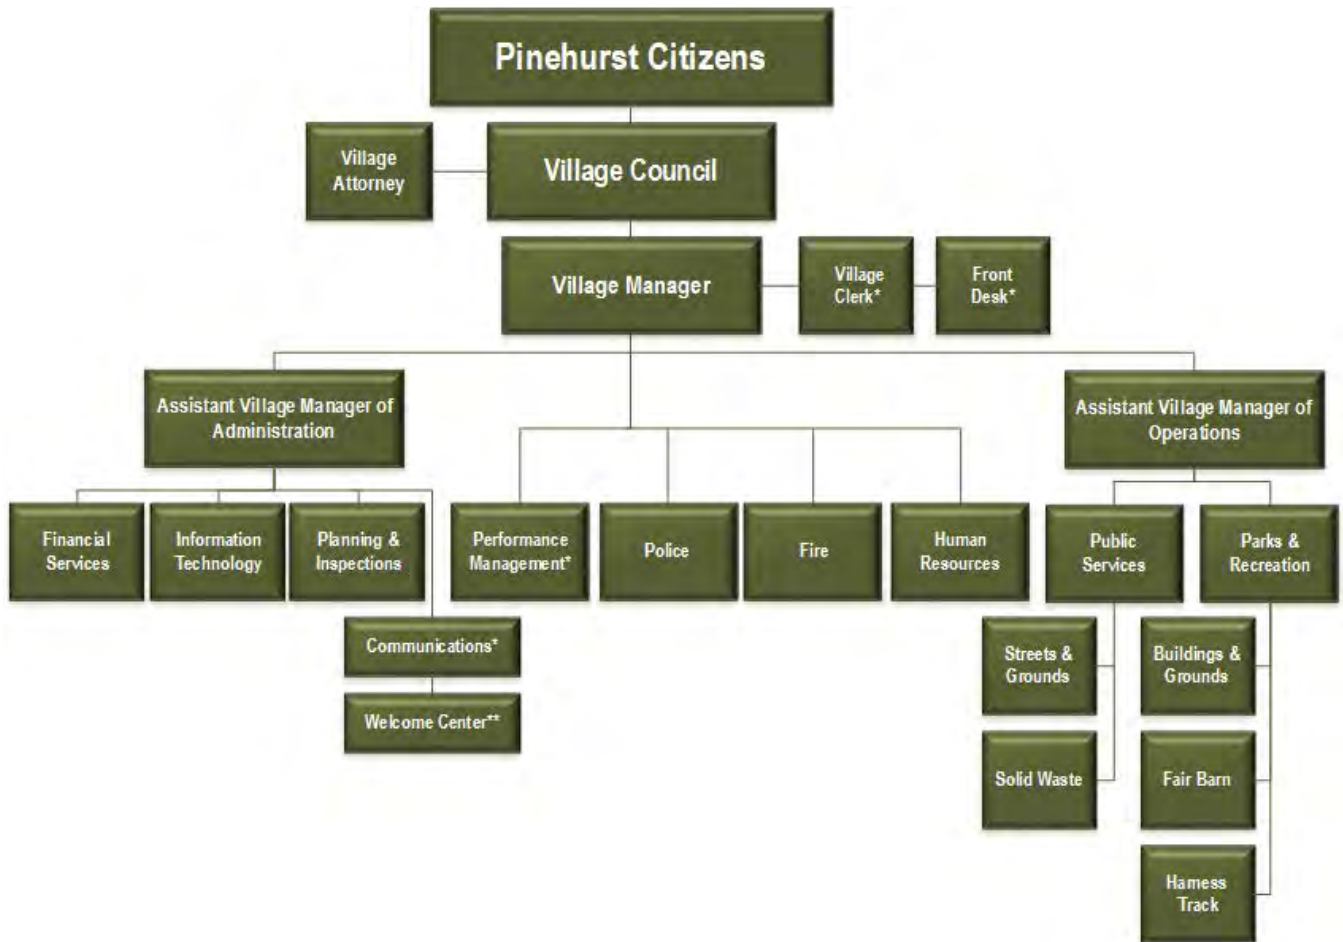 Pinehurst Citizens
Village
Attorney
Village Council
Village Manager
Village
Clerk*
Front
Desk*
Assistant Village Manager of
Administration
Assistant Village Manager of
Operations
Financial
Services
Information
Technology
Planning &
Inspections
Performance
Management*
Police
Fire
Human
Resources
Public
Services
Parks &
Recreation
Communications*
Welcome Center**
Streets &
Grounds
Buildings &
Grounds
Solid Waste
Fair Barn
Harness
Track